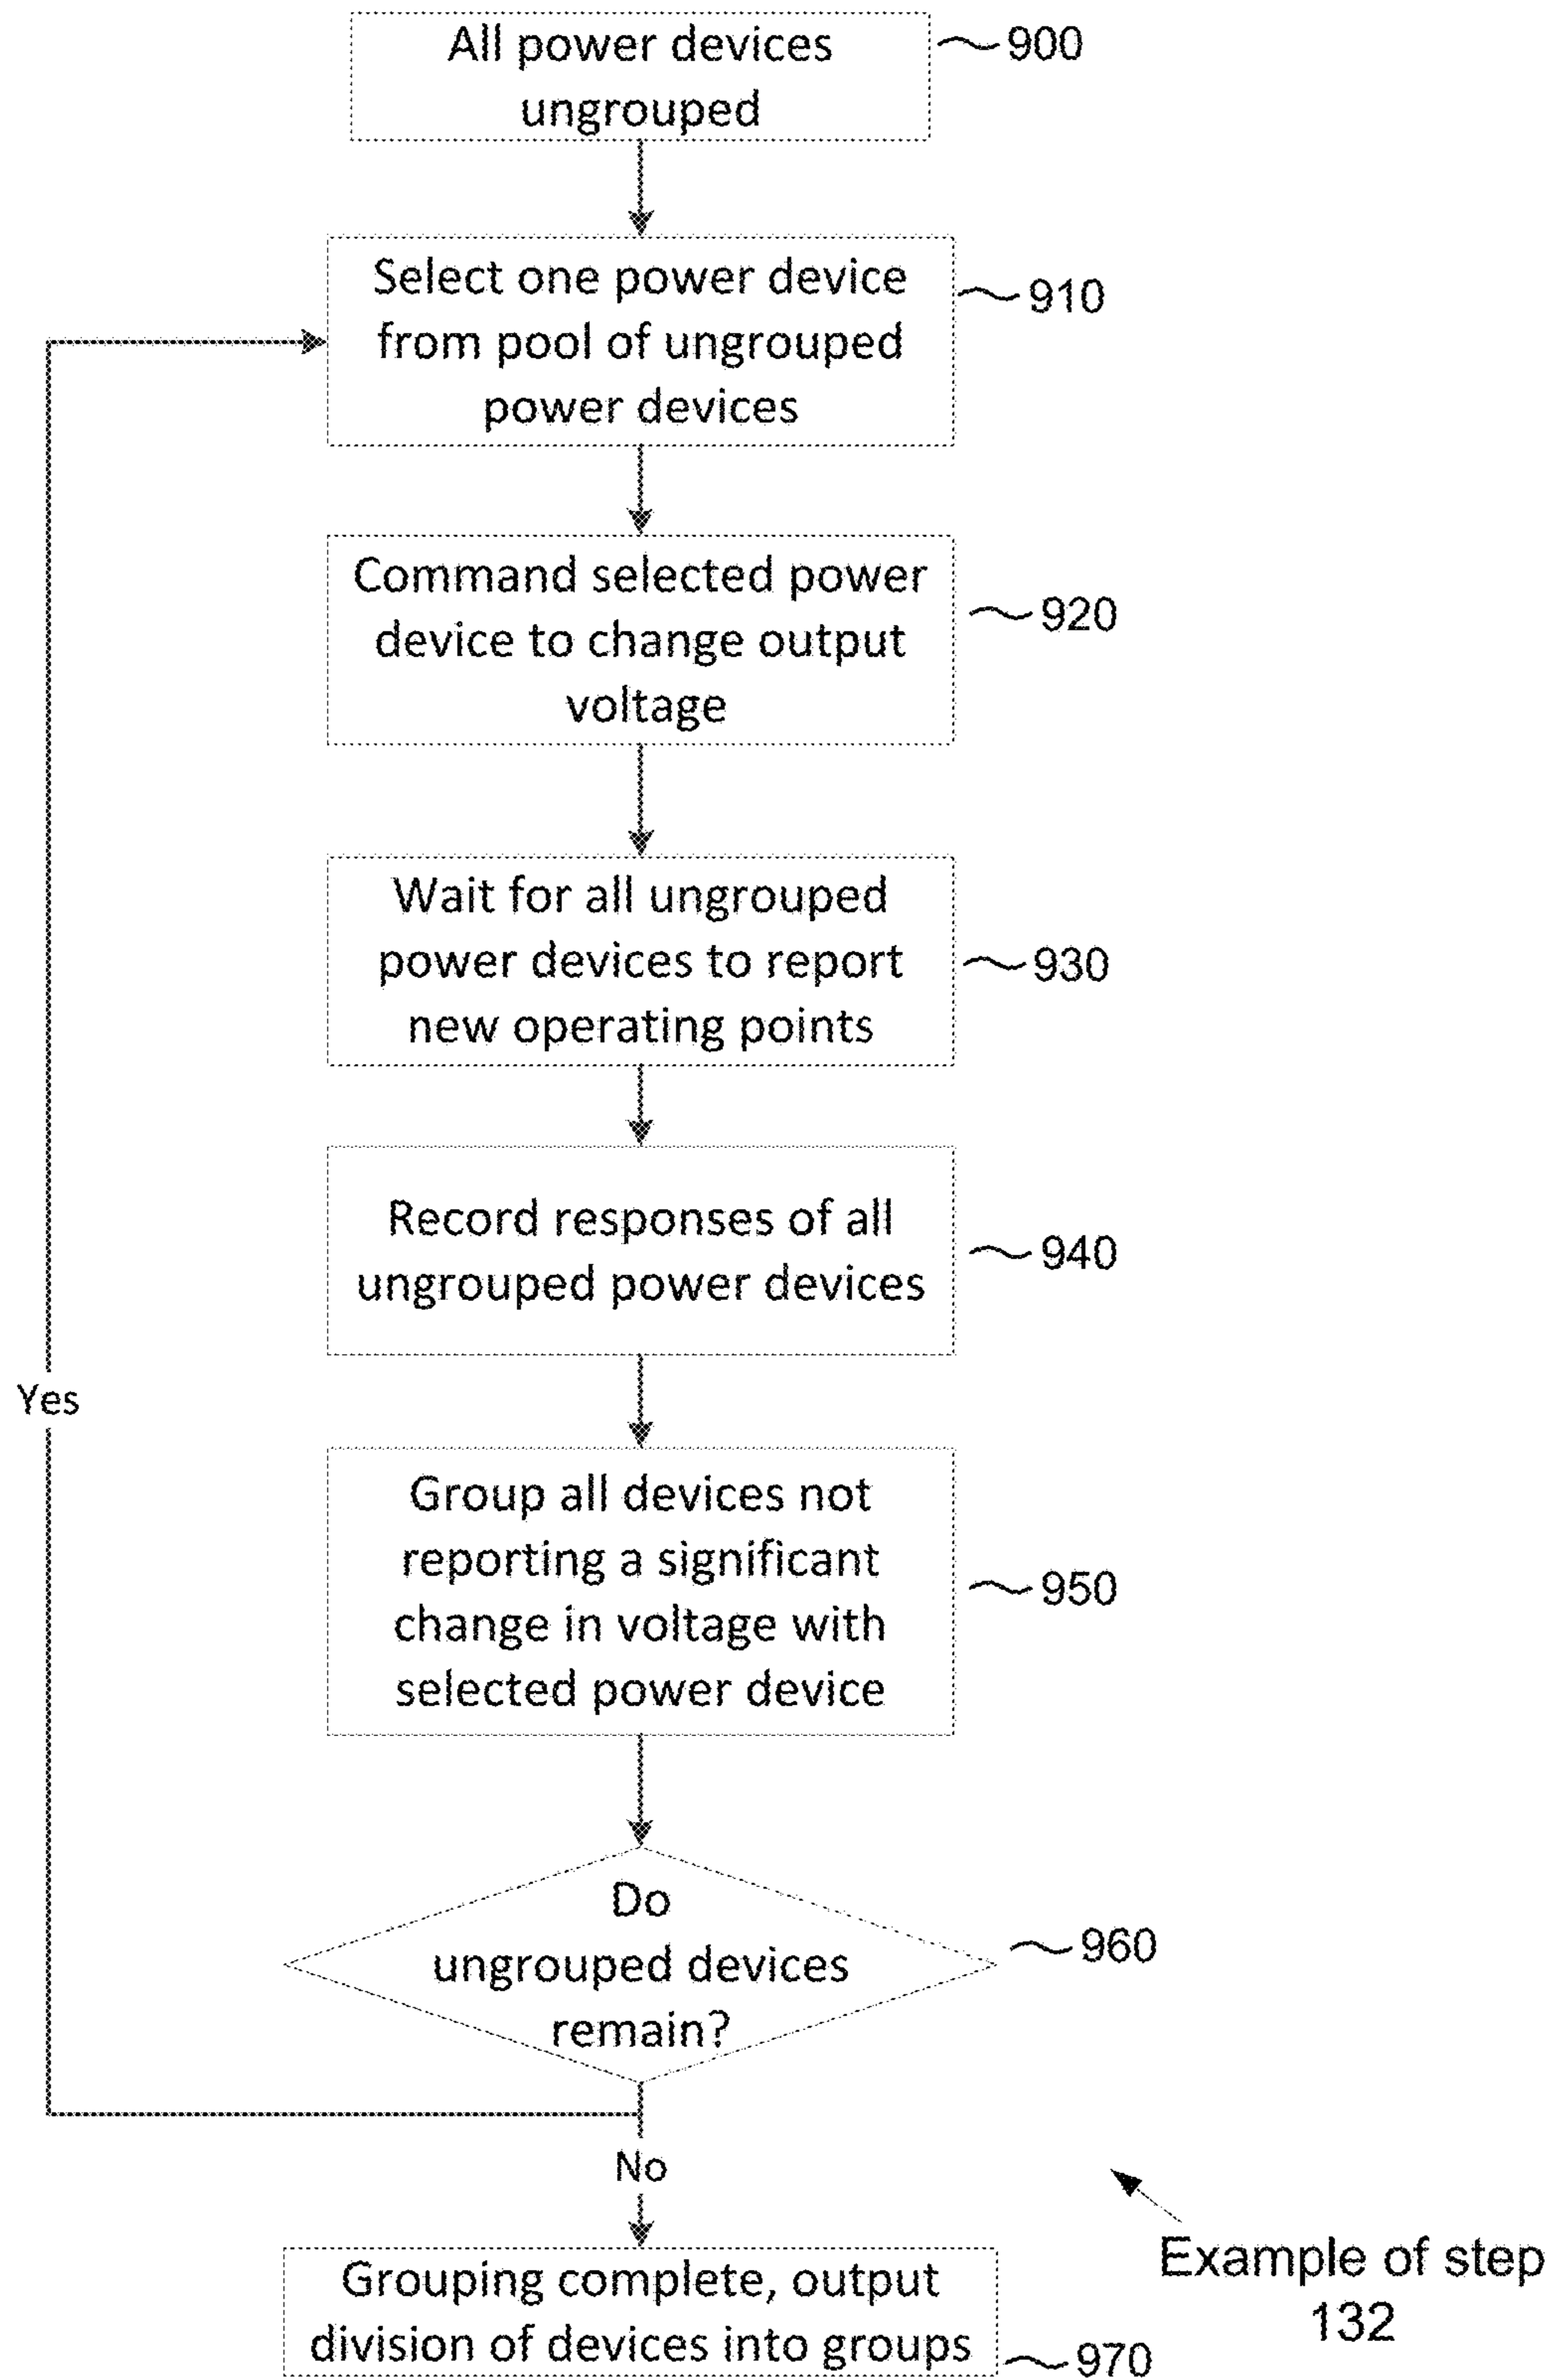 All power devices
ungrouped
900
Select one power device
from pool of ungrouped
power devices
910
Command selected power
device to change output
voltage
920
Wait for all ungrouped
power devices to report
new operating points
930
Record responses of all
ungrouped power devices
940
Yes
Group all devices not
reporting a significant
change in voltage with
selected power device
950
Do
ungrouped devices
remain?
960
No
Grouping complete, output
division of devices into groups
970
Example of step
132